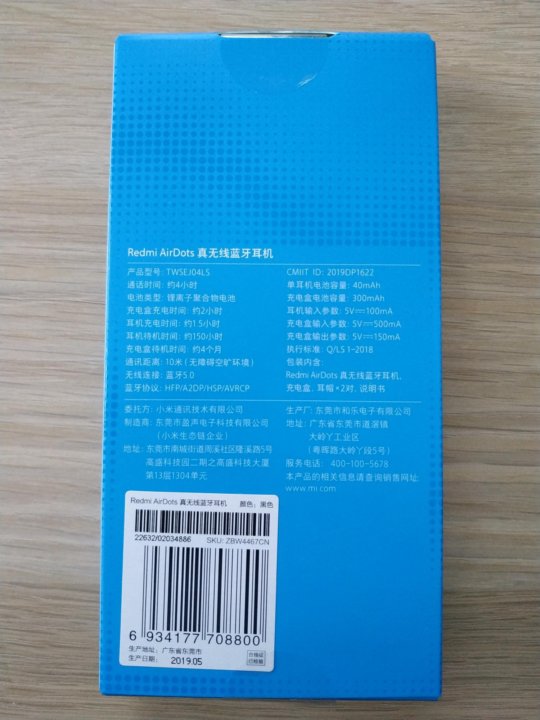 Redmi AirDots 真无线蓝牙耳机
产品型号: TWSEJ04LS
通话时间: 约4小时
电池类型: 锂离子聚合物电池
充电盒充电时间: 约2小时
耳机充电时间: 约1.5小时
耳机待机时间: 约150小时
充电盒待机时间: 约4个月
通讯距离: 10米 (无障碍空旷环境)
无线连接: 蓝牙5.0
蓝牙协议: HFP/A2DP/HSP/AVRCP
CMIIT ID: 2019DP1622
单耳机电池容量: 40mAh
充电盒电池容量: 300mAh
耳机输入参数: 5V⎓100mA
充电盒输入参数: 5V⎓500mA
充电盒输出参数: 5V⎓150mA
执行标准: Q/LS 1-2018
包装内含:
Redmi AirDots 真无线蓝牙耳机、
充电盒、耳帽×2对、说明书
委托方: 小米通讯技术有限公司
制造商: 东莞市盈声电子科技有限公司
(小米生态链企业)
地址: 东莞市南城街道周溪社区隆溪路5号
高盛科技园二期之高盛科技大厦
第13层1304单元
生产厂: 东莞市和乐电子有限公司
地址: 广东省东莞市道滘镇
大岭丫工业区
(粤晖路大岭丫段5号)
服务电话: 400-100-5678
本产品的相关信息请查询销售网址:
www.mi.com
Redmi AirDots 真无线蓝牙耳机 颜色: 黑色
22632/02034886 SKU: ZBW4467CN
6 934177 708800
生产地址: 广东省东莞市
生产日期: 2019.05